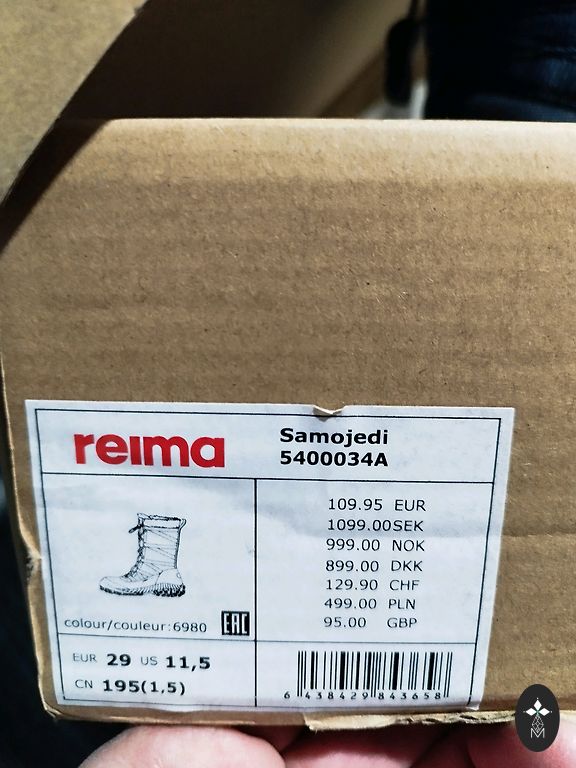 reima
Samojedi
5400034A
109.95 EUR
1099.00SEK
999.00 NOK
899.00 DKK
129.90 CHF
499.00 PLN
95.00 GBP
colour/couleur:6980 EAC
EUR 29 US 11,5
CN 195(1,5)
6 438429 843658
M